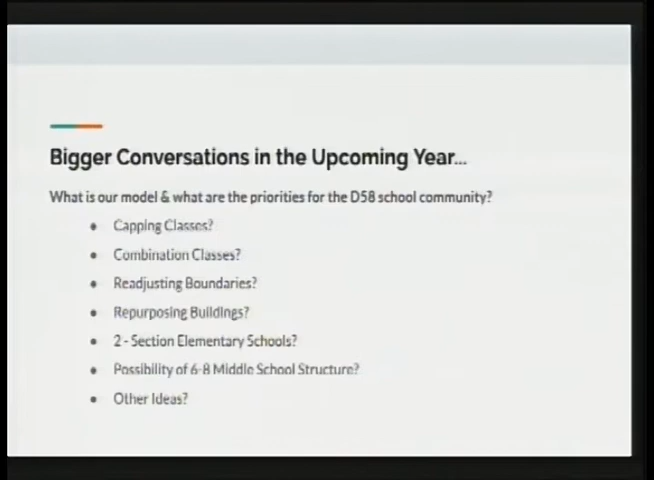 Bigger Conversations in the Upcoming Year...
What is our model & what are the priorities for the D58 school community?
• Capping Classes?
• Combination Classes?
• Readjusting Boundaries?
• Repurposing Buildings?
• 2 - Section Elementary Schools?
• Possibility of 6-8 Middle School Structure?
• Other Ideas?